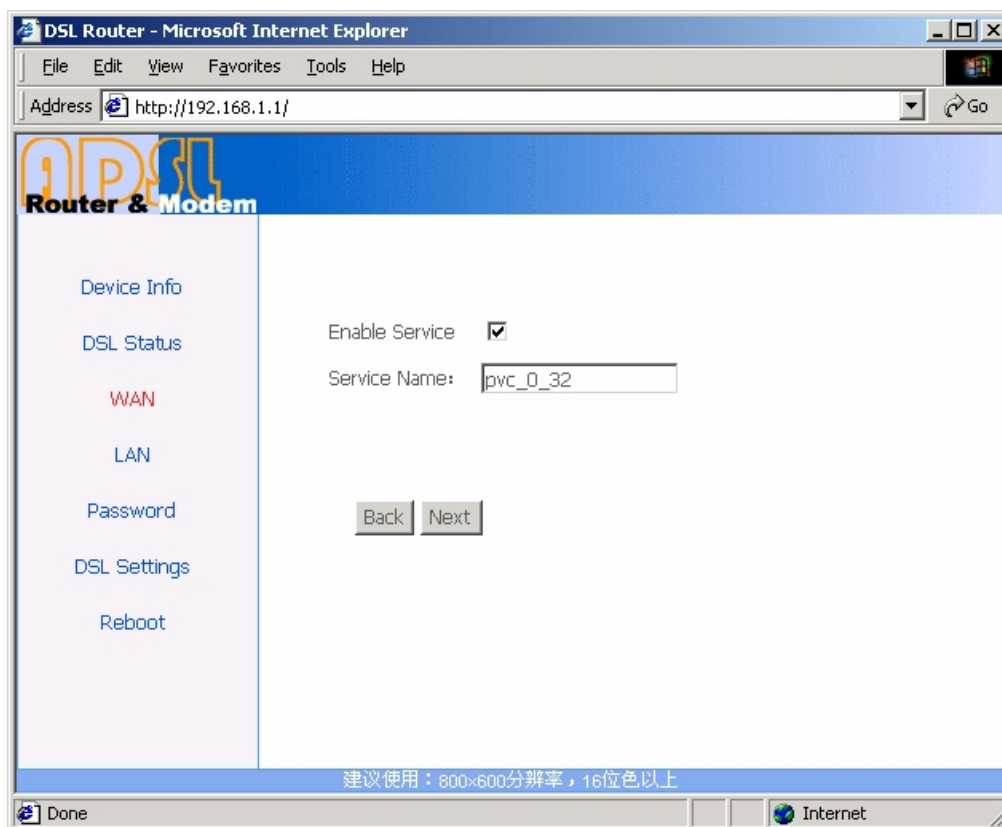 DSL Router - Microsoft Internet Explorer
File Edit View Favorites Tools Help
Address http://192.168.1.1/ Go
ADSL
Router & Modem
Device Info
DSL Status
WAN
LAN
Password
DSL Settings
Reboot
Enable Service
Service Name: pvc_0_32
Back Next
建议使用：800×600分辨率，16位色以上
Done Internet